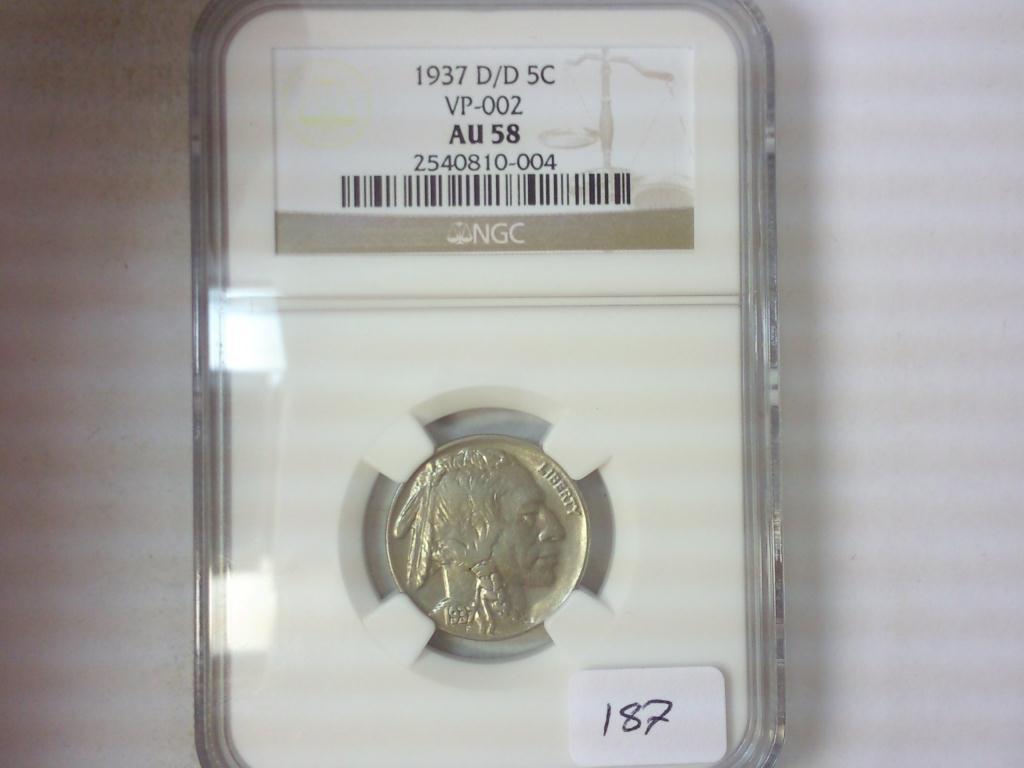 1937 D/D 5C
VP-002
AU 58
2540810-004
NGC
LIBERTY
1937
F
187